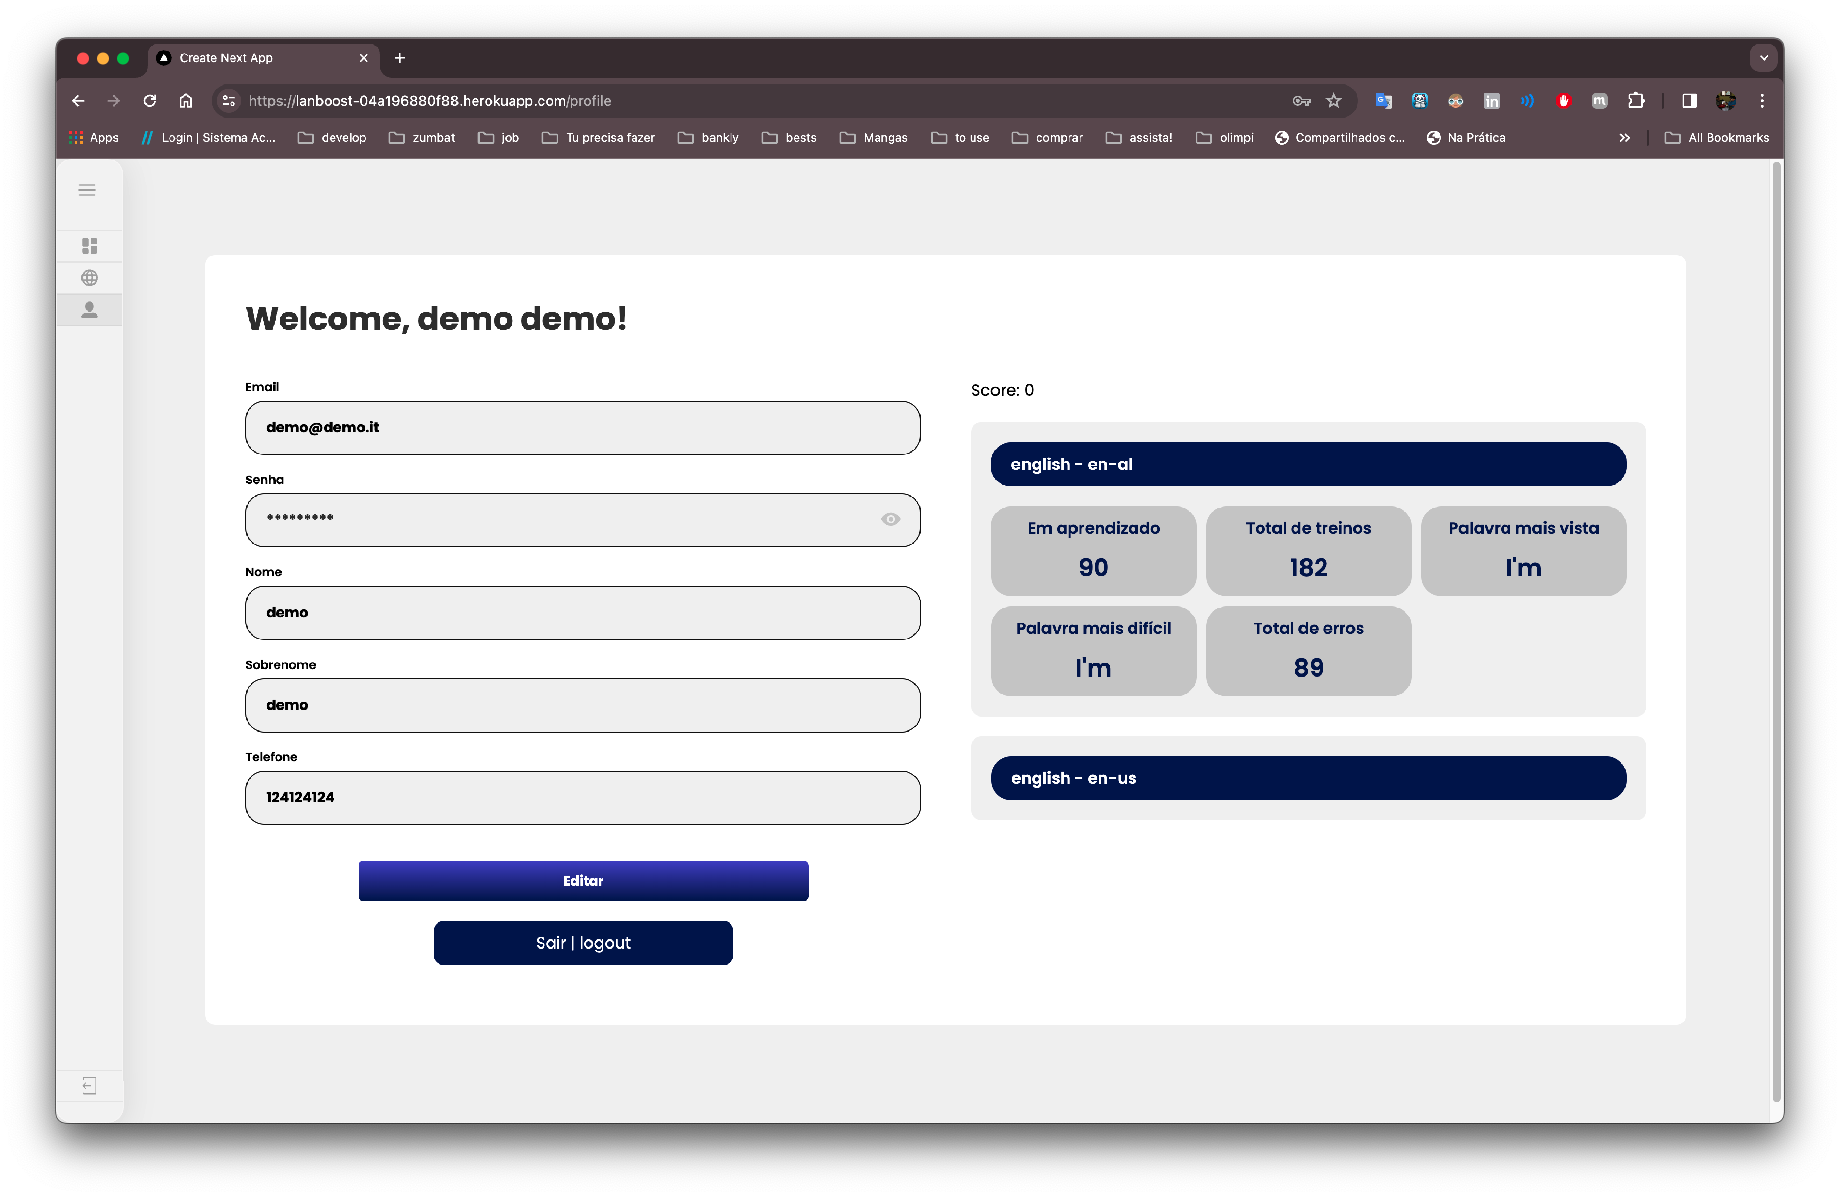 Create Next App
https://lanboost-04a196880f88.herokuapp.com/profile
Apps
Login | Sistema Ac...
develop
zumbat
job
Tu precisa fazer
bankly
bests
Mangas
to use
comprar
assista!
olimpi
Compartilhados c...
Na Prática
All Bookmarks
Welcome, demo demo!
Email
demo@demo.it
Senha
*********
Nome
demo
Sobrenome
demo
Telefone
124124124
Editar
Sair | logout
Score: 0
english - en-al
Em aprendizado
90
Total de treinos
182
Palavra mais vista
I'm
Palavra mais difícil
I'm
Total de erros
89
english - en-us